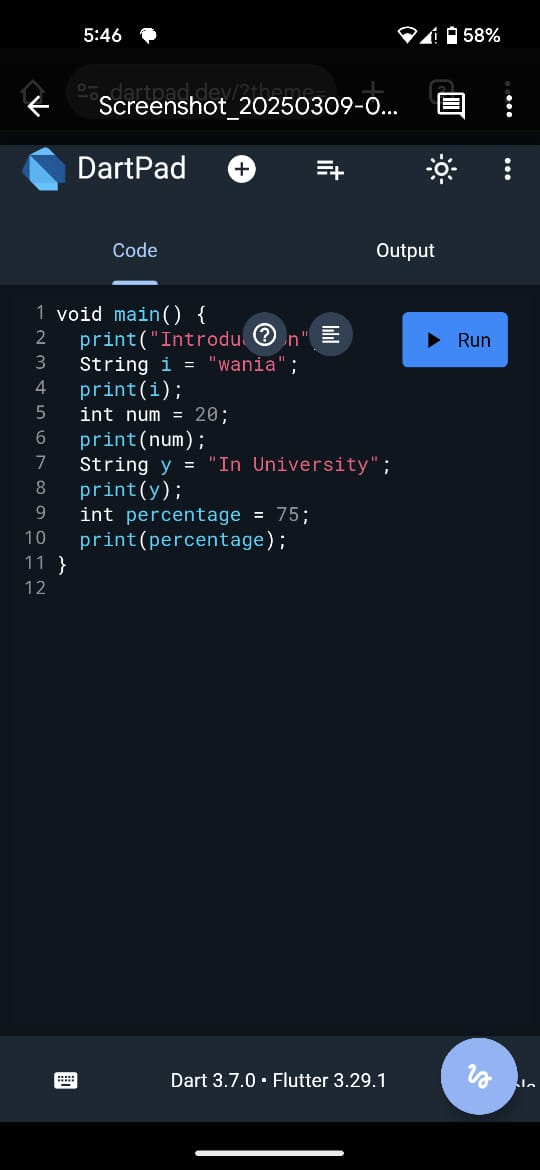 5:46
58%
dartpad.dev/?theme=
Screenshot_20250309-0...
DartPad
Code
Output
Run
1 void main() {
2 print("Introdu n"
3 String i = "wania";
4 print(i);
5 int num = 20;
6 print(num);
7 String y = "In University";
8 print(y);
9 int percentage = 75;
10 print(percentage);
11 }
12
Dart 3.7.0 • Flutter 3.29.1